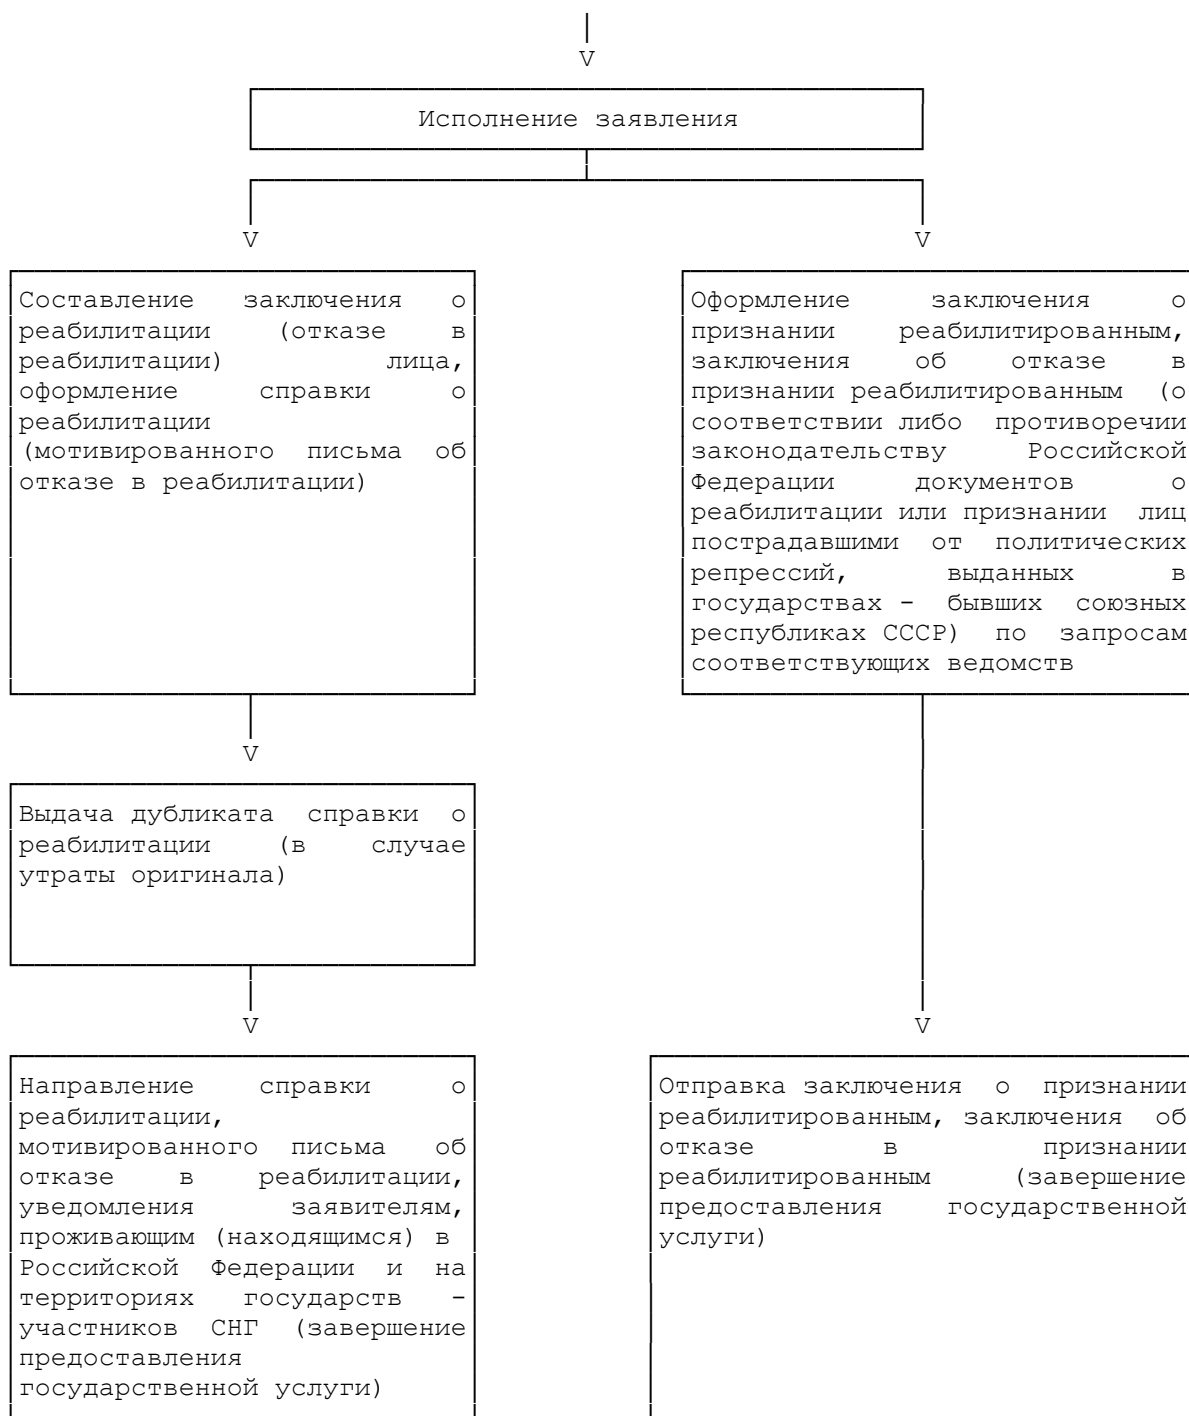 V
Исполнение заявления
V
V
Составление заключения о
реабилитации (отказе в
реабилитации) лица,
оформление справки о
реабилитации
(мотивированного письма об
отказе в реабилитации)
Оформление заключения о
признании реабилитированным,
заключения об отказе в
признании реабилитированным (о
соответствии либо противоречии
законодательству Российской
Федерации документов о
реабилитации или признании лиц
пострадавшими от политических
репрессий, выданных в
государствах - бывших союзных
республиках СССР) по запросам
соответствующих ведомств
V
Выдача дубликата справки о
реабилитации (в случае
утраты оригинала)
V
V
Направление справки о
реабилитации,
мотивированного письма об
отказе в реабилитации,
уведомления заявителям,
проживающим (находящимся) в
Российской Федерации и на
территориях государств -
участников СНГ (завершение
предоставления
государственной услуги)
Отправка заключения о признании
реабилитированным, заключения об
отказе в признании
реабилитированным (завершение
предоставления государственной
услуги)